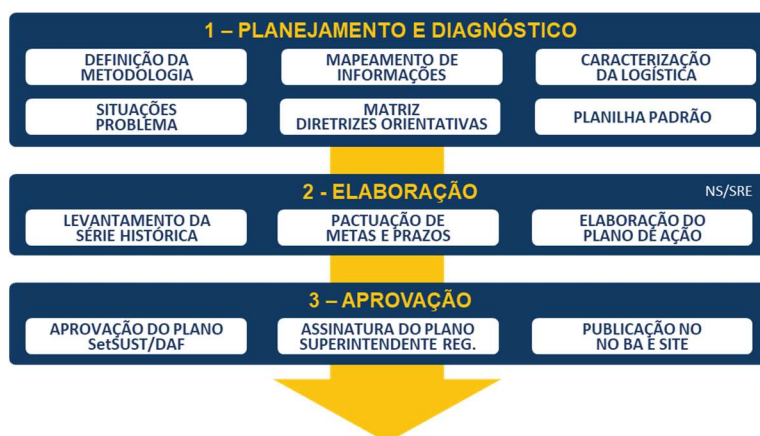 1 – PLANEJAMENTO E DIAGNÓSTICO
DEFINIÇÃO DA
METODOLOGIA
MAPEAMENTO DE
INFORMAÇÕES
CARACTERIZAÇÃO
DA LOGÍSTICA
SITUAÇÕES
PROBLEMA
MATRIZ
DIRETRIZES ORIENTATIVAS
PLANILHA PADRÃO
2 - ELABORAÇÃO
NS/SRE
LEVANTAMENTO DA
SÉRIE HISTÓRICA
PACTUAÇÃO DE
METAS E PRAZOS
ELABORAÇÃO DO
PLANO DE AÇÃO
3 – APROVAÇÃO
APROVAÇÃO DO PLANO
SetSUST/DAF
ASSINATURA DO PLANO
SUPERINTENDENTE REG.
PUBLICAÇÃO NO
NO BA E SITE